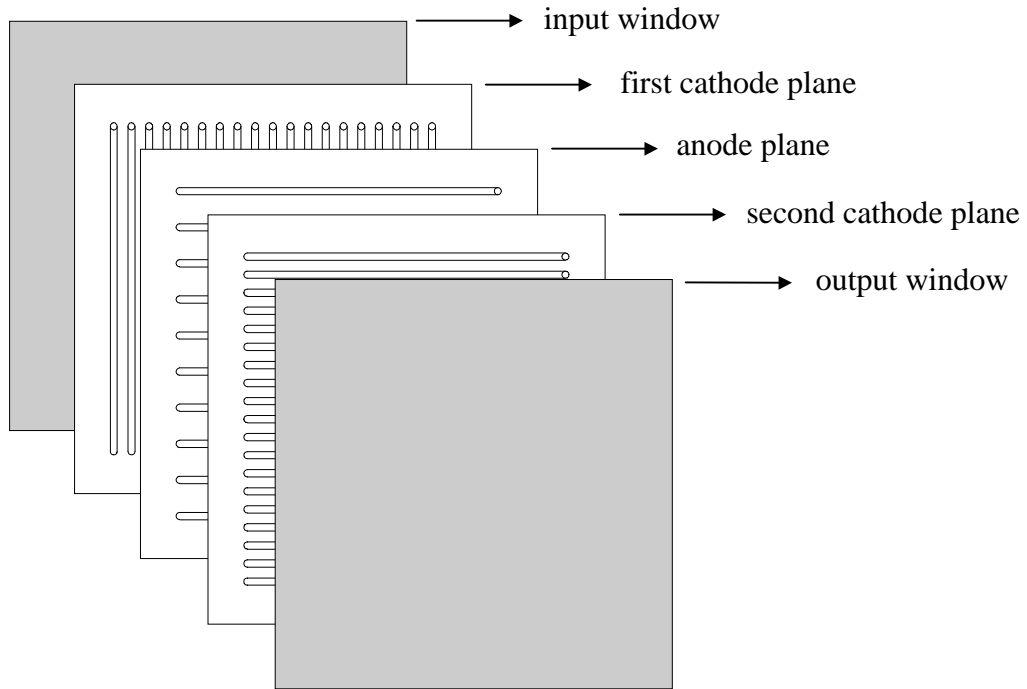 input window
first cathode plane
anode plane
second cathode plane
output window